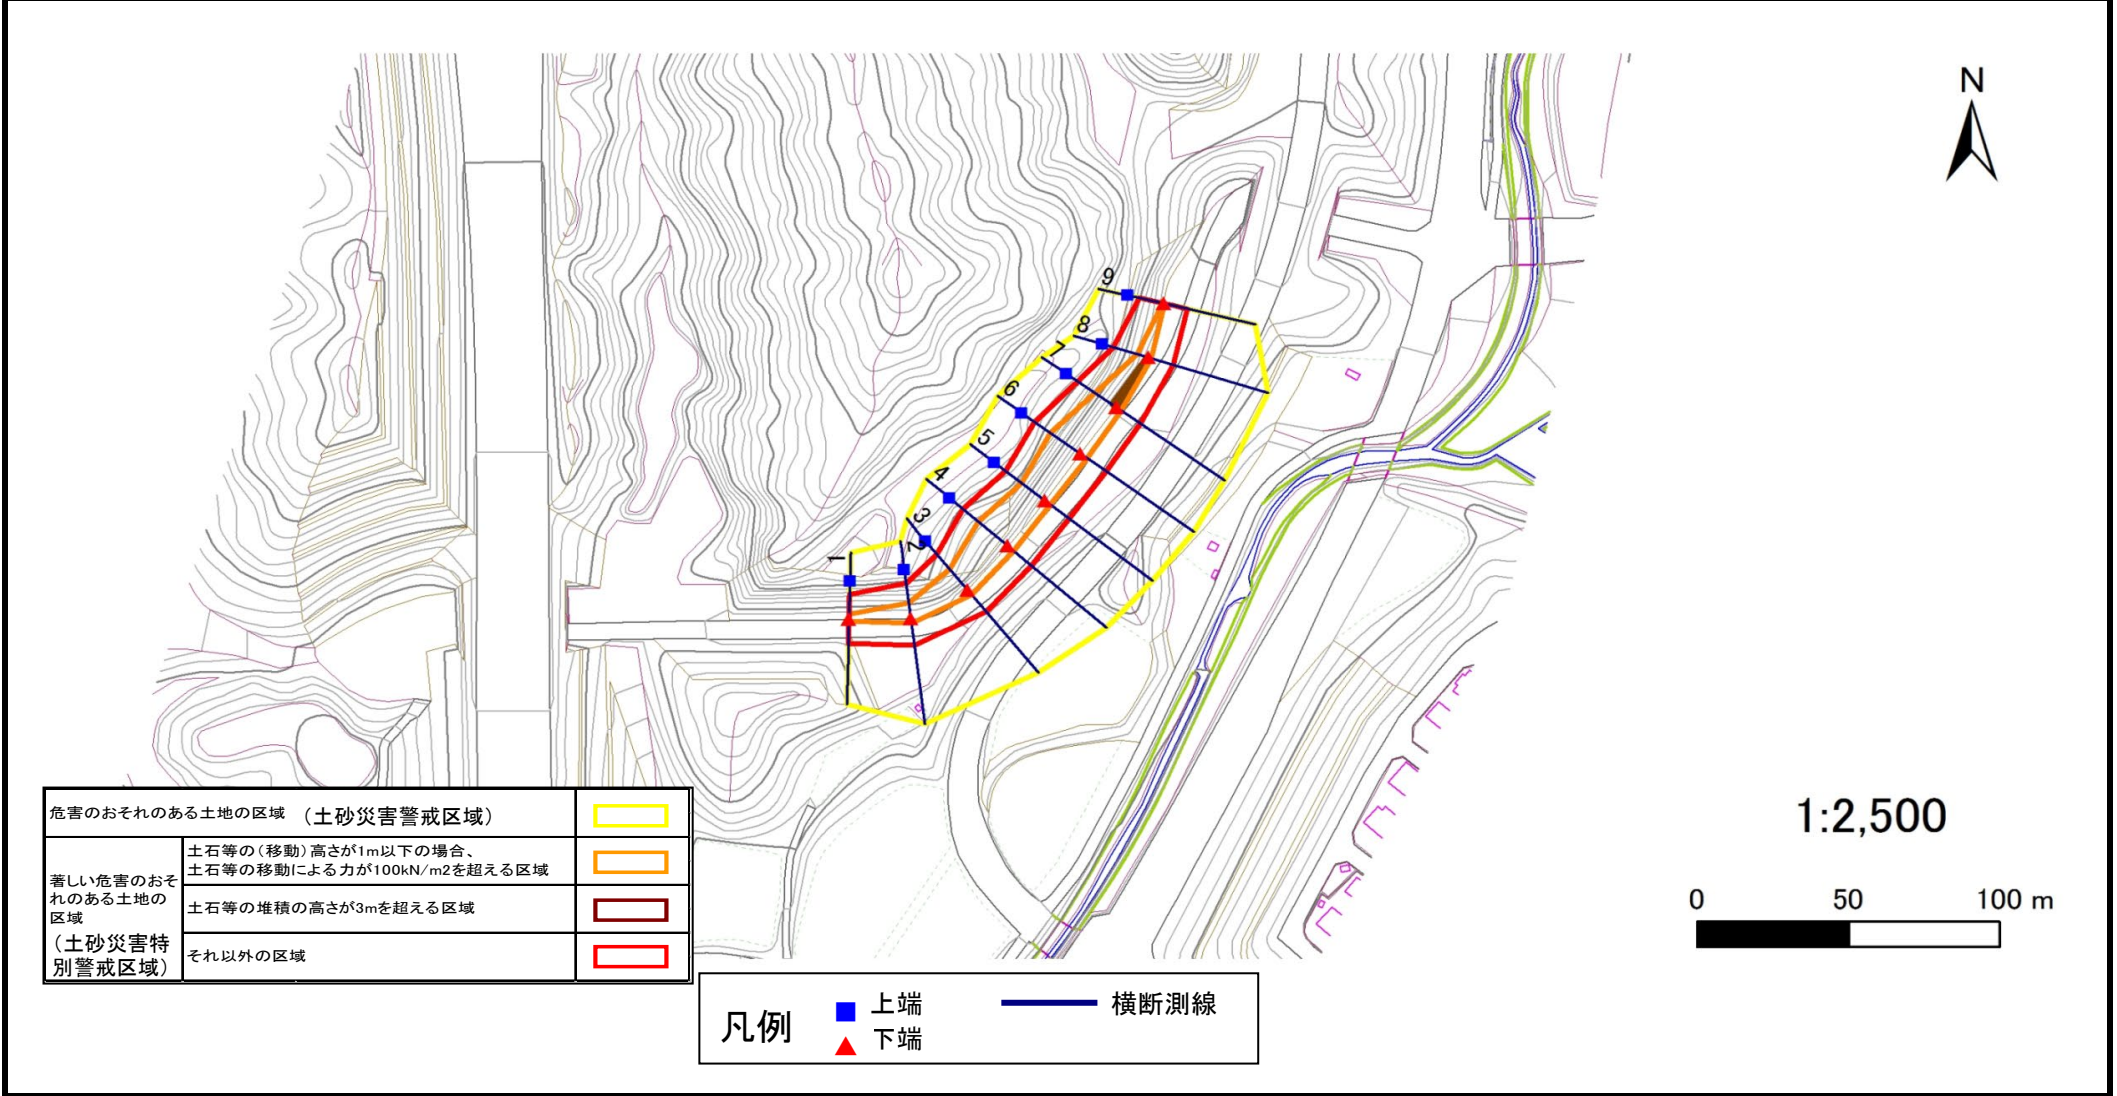 N
9
8
7
6
5
4
3
2
1
1:2,500
0 50 100 m
危害のおそれのある土地の区域 （土砂災害警戒区域）
著しい危害のおそ
れのある土地の
区域
（土砂災害特
別警戒区域）
土石等の（移動）高さが1m以下の場合、
土石等の移動による力が100kN/m2を超える区域
土石等の堆積の高さが3mを超える区域
それ以外の区域
凡例
上端
下端
横断測線